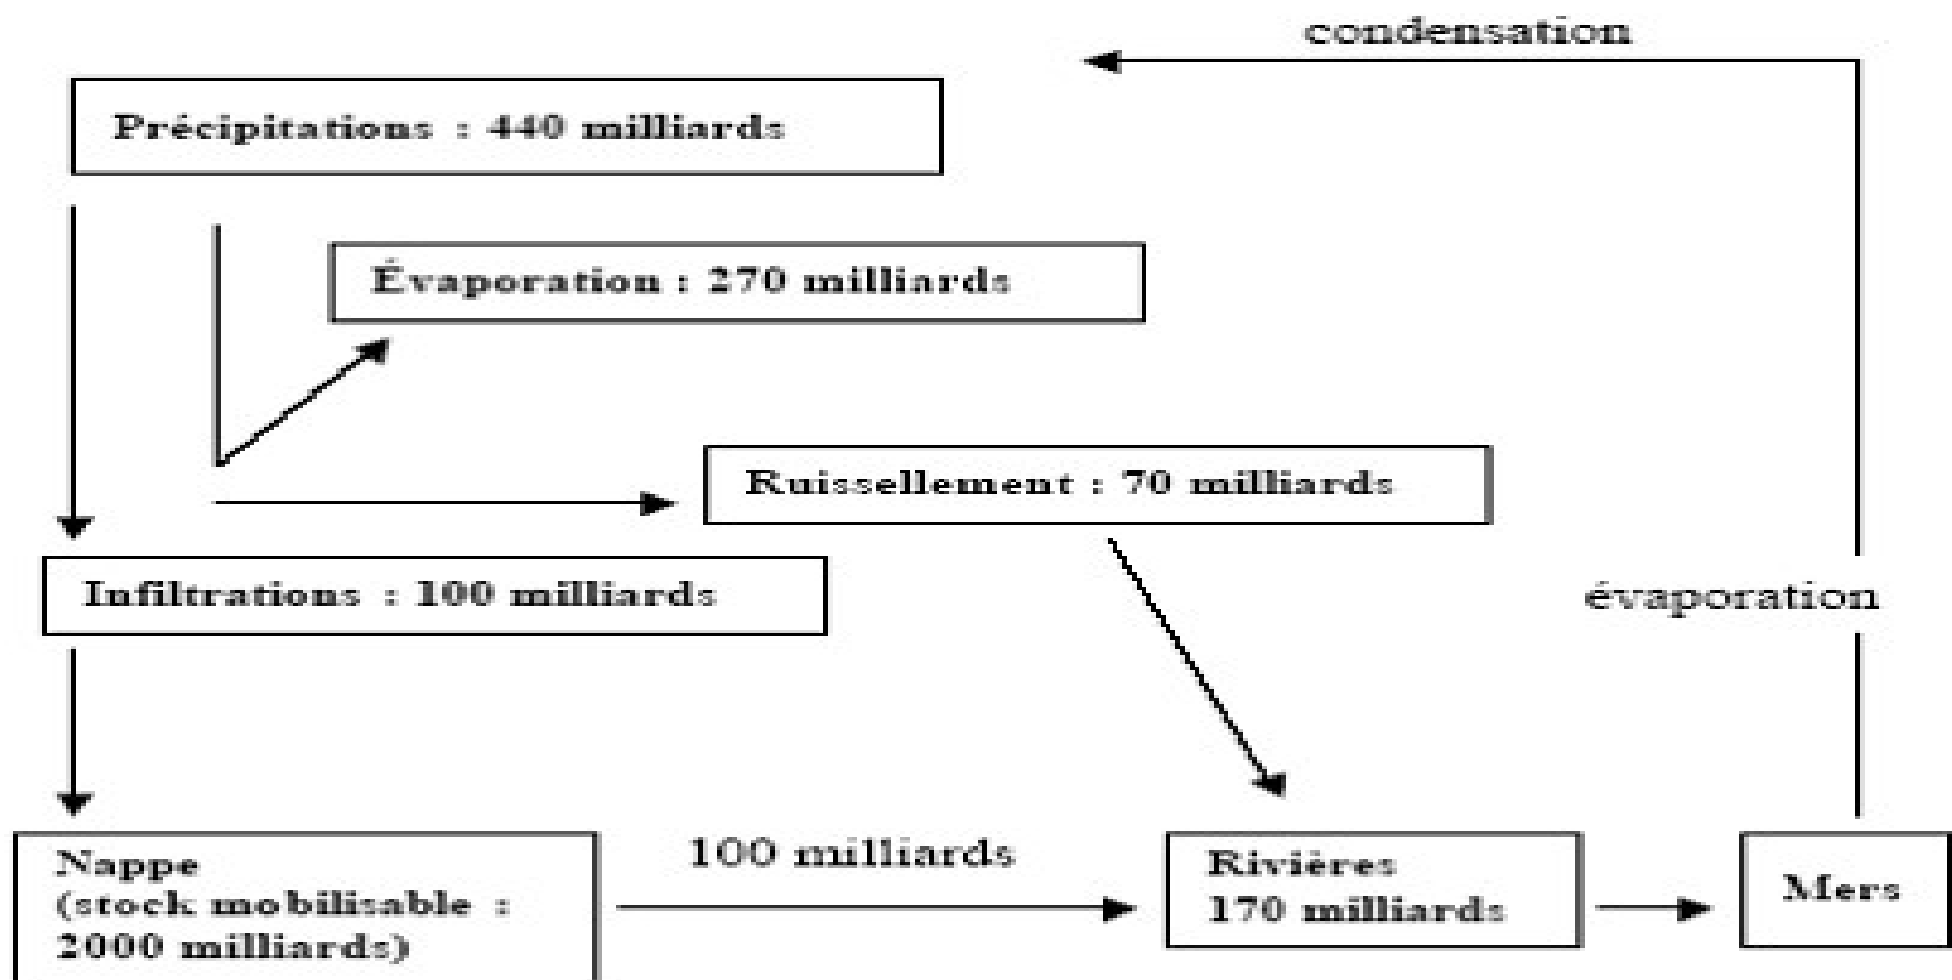 condensation
Précipitations : 440 milliards
Évaporation : 270 milliards
Ruissellement : 70 milliards
Infiltrations : 100 milliards
évaporation
Nappe
(stock mobilisable :
2000 milliards)
100 milliards
Rivières
170 milliards
Mers